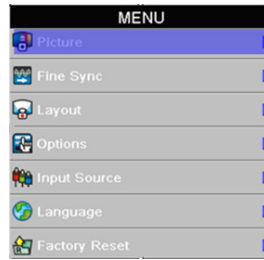 MENU
Picture
Fine Sync
Layout
Options
Input Source
Language
Factory Reset